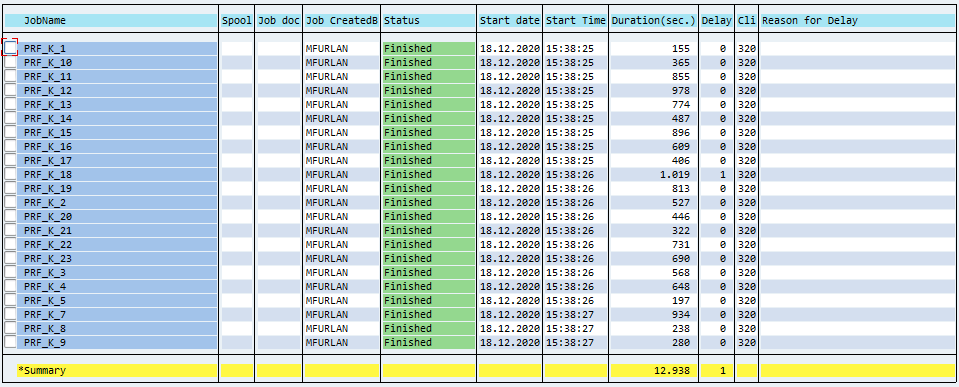 JobName Spool Job doc Job CreatedB Status Start date Start Time Duration(sec.) Delay Cli Reason for Delay
PRF_K_1 MFURLAN Finished 18.12.2020 15:38:25 155 0 320
PRF_K_10 MFURLAN Finished 18.12.2020 15:38:25 365 0 320
PRF_K_11 MFURLAN Finished 18.12.2020 15:38:25 855 0 320
PRF_K_12 MFURLAN Finished 18.12.2020 15:38:25 978 0 320
PRF_K_13 MFURLAN Finished 18.12.2020 15:38:25 774 0 320
PRF_K_14 MFURLAN Finished 18.12.2020 15:38:25 487 0 320
PRF_K_15 MFURLAN Finished 18.12.2020 15:38:25 896 0 320
PRF_K_16 MFURLAN Finished 18.12.2020 15:38:25 609 0 320
PRF_K_17 MFURLAN Finished 18.12.2020 15:38:25 406 0 320
PRF_K_18 MFURLAN Finished 18.12.2020 15:38:26 1.019 1 320
PRF_K_19 MFURLAN Finished 18.12.2020 15:38:26 813 0 320
PRF_K_2 MFURLAN Finished 18.12.2020 15:38:26 527 0 320
PRF_K_20 MFURLAN Finished 18.12.2020 15:38:26 446 0 320
PRF_K_21 MFURLAN Finished 18.12.2020 15:38:26 322 0 320
PRF_K_22 MFURLAN Finished 18.12.2020 15:38:26 731 0 320
PRF_K_23 MFURLAN Finished 18.12.2020 15:38:26 690 0 320
PRF_K_3 MFURLAN Finished 18.12.2020 15:38:26 568 0 320
PRF_K_4 MFURLAN Finished 18.12.2020 15:38:26 648 0 320
PRF_K_5 MFURLAN Finished 18.12.2020 15:38:26 197 0 320
PRF_K_7 MFURLAN Finished 18.12.2020 15:38:27 934 0 320
PRF_K_8 MFURLAN Finished 18.12.2020 15:38:27 238 0 320
PRF_K_9 MFURLAN Finished 18.12.2020 15:38:27 280 0 320
*Summary 12.938 1